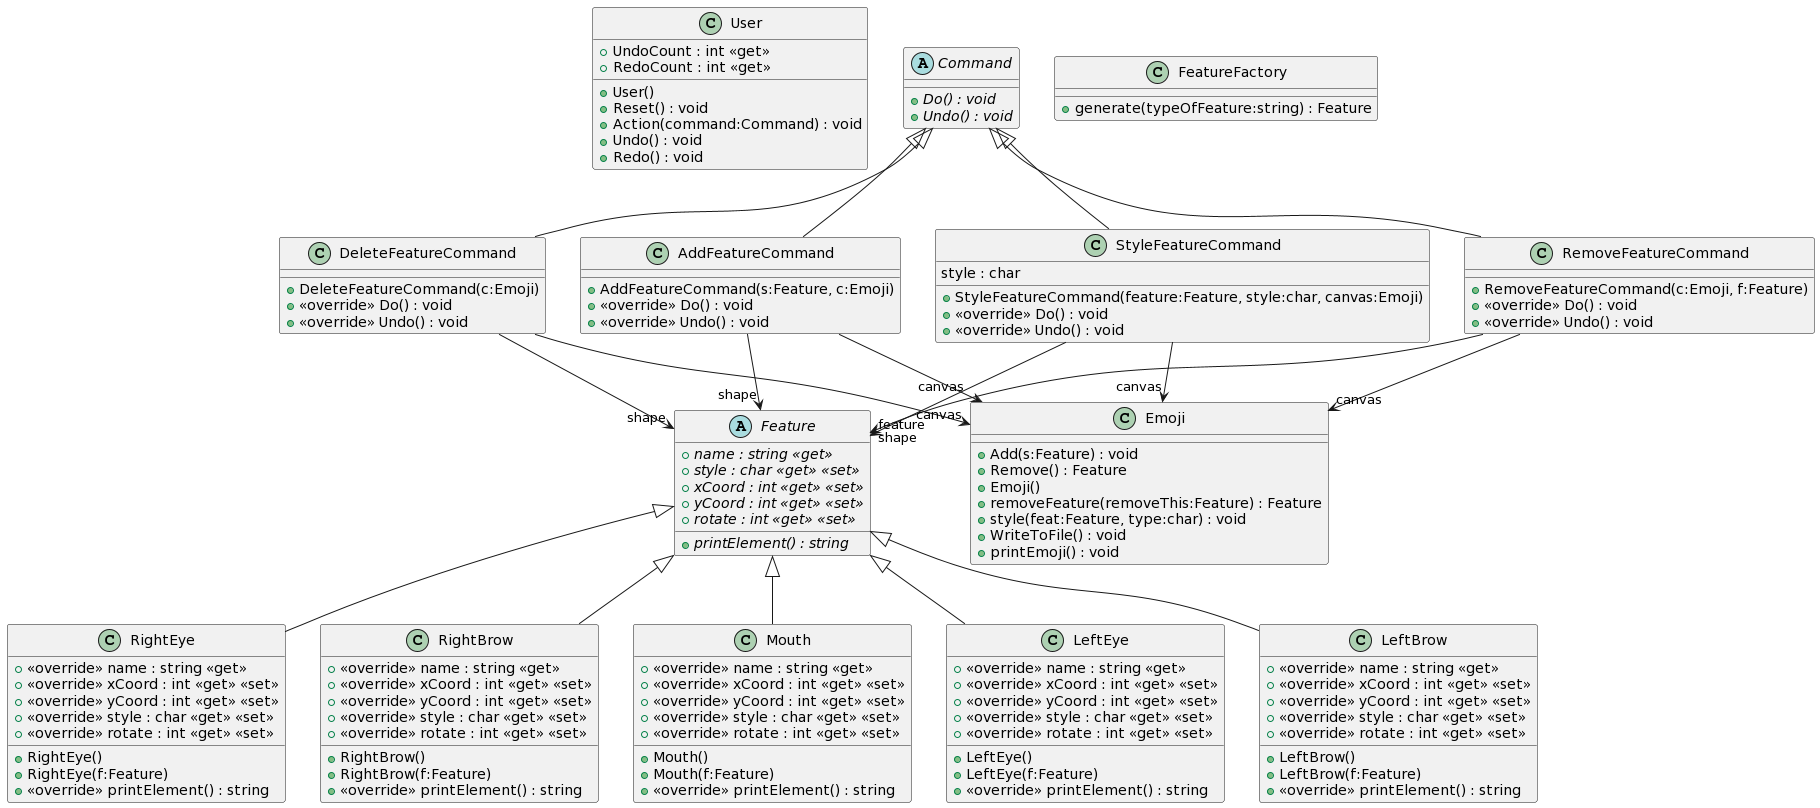 C User
UndoCount : int «get»
RedoCount : int «get»
User()
Reset() : void
Action(command:Command) : void
Undo() : void
Redo() : void
A Command
Do() : void
Undo() : void
C FeatureFactory
generate(typeOfFeature:string) : Feature
C DeleteFeatureCommand
DeleteFeatureCommand(c:Emoji)
«override» Do() : void
«override» Undo() : void
C AddFeatureCommand
AddFeatureCommand(s:Feature, c:Emoji)
«override» Do() : void
«override» Undo() : void
C StyleFeatureCommand
style : char
StyleFeatureCommand(feature:Feature, style:char, canvas:Emoji)
«override» Do() : void
«override» Undo() : void
C RemoveFeatureCommand
RemoveFeatureCommand(c:Emoji, f:Feature)
«override» Do() : void
«override» Undo() : void
shape
shape
canvas
canvas
canvas
canvas
feature
shape
A Feature
name : string «get»
style : char «get» «set»
xCoord : int «get» «set»
yCoord : int «get» «set»
rotate : int «get» «set»
printElement() : string
C Emoji
Add(s:Feature) : void
Remove() : Feature
Emoji()
removeFeature(removeThis:Feature) : Feature
style(feat:Feature, type:char) : void
WriteToFile() : void
printEmoji() : void
C RightEye
«override» name : string «get»
«override» xCoord : int «get» «set»
«override» yCoord : int «get» «set»
«override» style : char «get» «set»
«override» rotate : int «get» «set»
RightEye()
RightEye(f:Feature)
«override» printElement() : string
C RightBrow
«override» name : string «get»
«override» xCoord : int «get» «set»
«override» yCoord : int «get» «set»
«override» style : char «get» «set»
«override» rotate : int «get» «set»
RightBrow()
RightBrow(f:Feature)
«override» printElement() : string
C Mouth
«override» name : string «get»
«override» xCoord : int «get» «set»
«override» yCoord : int «get» «set»
«override» style : char «get» «set»
«override» rotate : int «get» «set»
Mouth()
Mouth(f:Feature)
«override» printElement() : string
C LeftEye
«override» name : string «get»
«override» xCoord : int «get» «set»
«override» yCoord : int «get» «set»
«override» style : char «get» «set»
«override» rotate : int «get» «set»
LeftEye()
LeftEye(f:Feature)
«override» printElement() : string
C LeftBrow
«override» name : string «get»
«override» xCoord : int «get» «set»
«override» yCoord : int «get» «set»
«override» style : char «get» «set»
«override» rotate : int «get» «set»
LeftBrow()
LeftBrow(f:Feature)
«override» printElement() : string